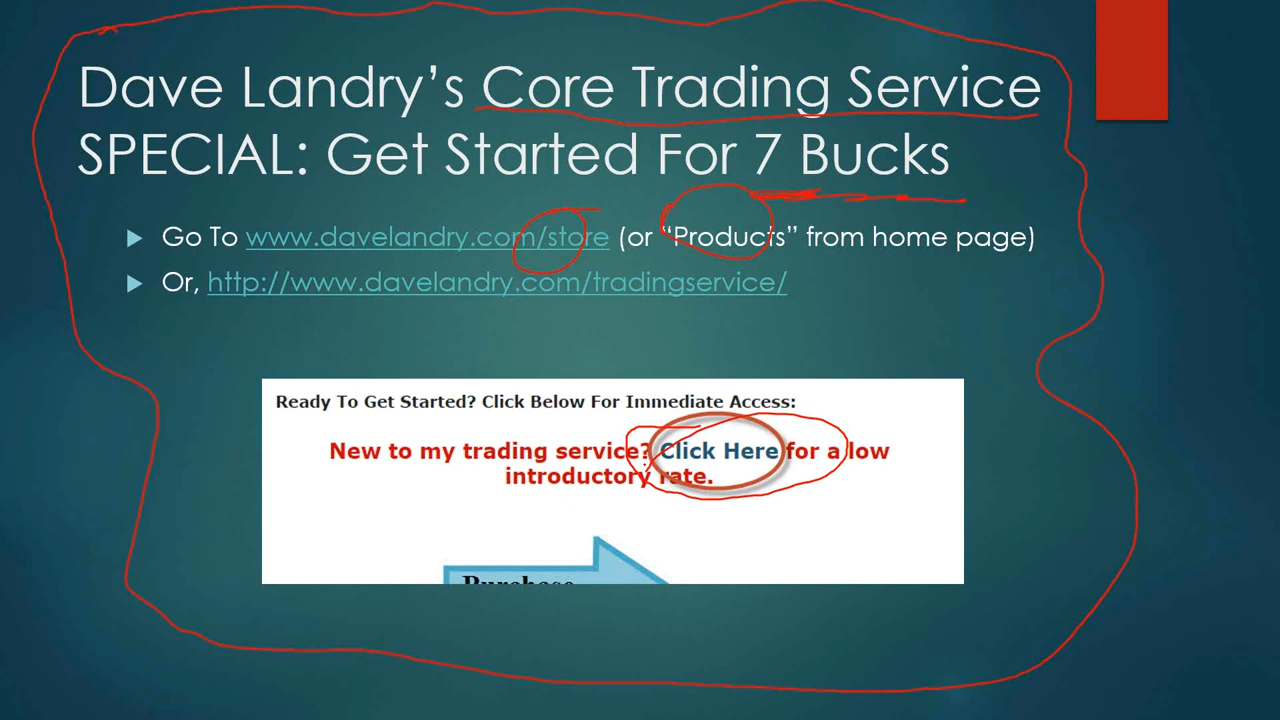 Dave Landry’s Core Trading Service
SPECIAL: Get Started For 7 Bucks
Go To www.davelandry.com/store (or “Products” from home page)
Or, http://www.davelandry.com/tradingservice/
Ready To Get Started? Click Below For Immediate Access:
New to my trading service? Click Here for a low
introductory rate.
Purchase